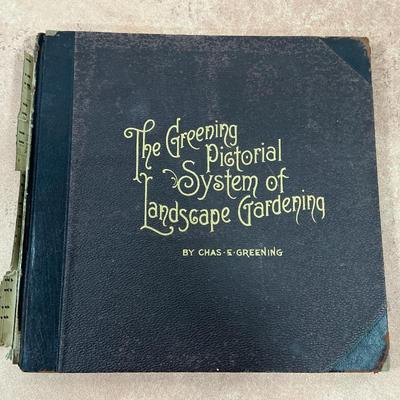 The Greening
Pictorial
System of
Landscape Gardening
BY CHAS·E·GREENING